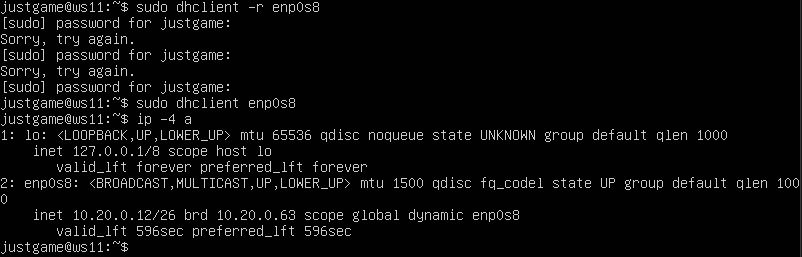 justgame@ws11:~$ sudo dhclient -r enp0s8
[sudo] password for justgame:
Sorry, try again.
[sudo] password for justgame:
Sorry, try again.
[sudo] password for justgame:
justgame@ws11:~$ sudo dhclient enp0s8
justgame@ws11:~$ ip -4 a
1: lo: <LOOPBACK,UP,LOWER_UP> mtu 65536 qdisc noqueue state UNKNOWN group default qlen 1000
    inet 127.0.0.1/8 scope host lo
       valid_lft forever preferred_lft forever
2: enp0s8: <BROADCAST,MULTICAST,UP,LOWER_UP> mtu 1500 qdisc fq_codel state UP group default qlen 100
0
    inet 10.20.0.12/26 brd 10.20.0.63 scope global dynamic enp0s8
       valid_lft 596sec preferred_lft 596sec
justgame@ws11:~$